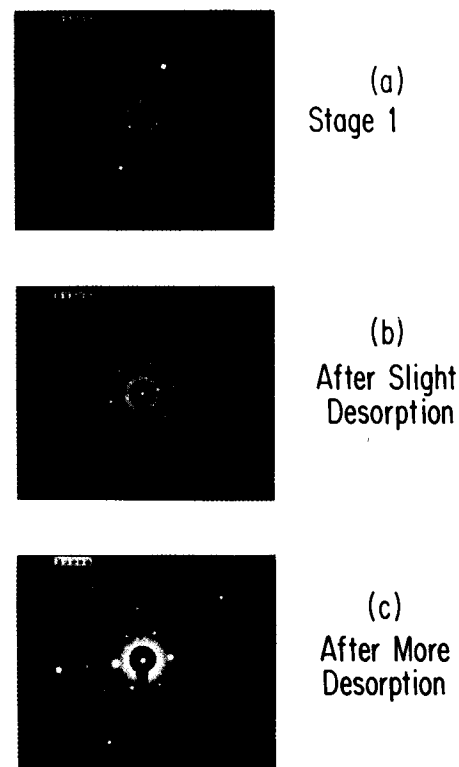 (a)
Stage 1
(b)
After Slight
Desorption
(c)
After More
Desorption